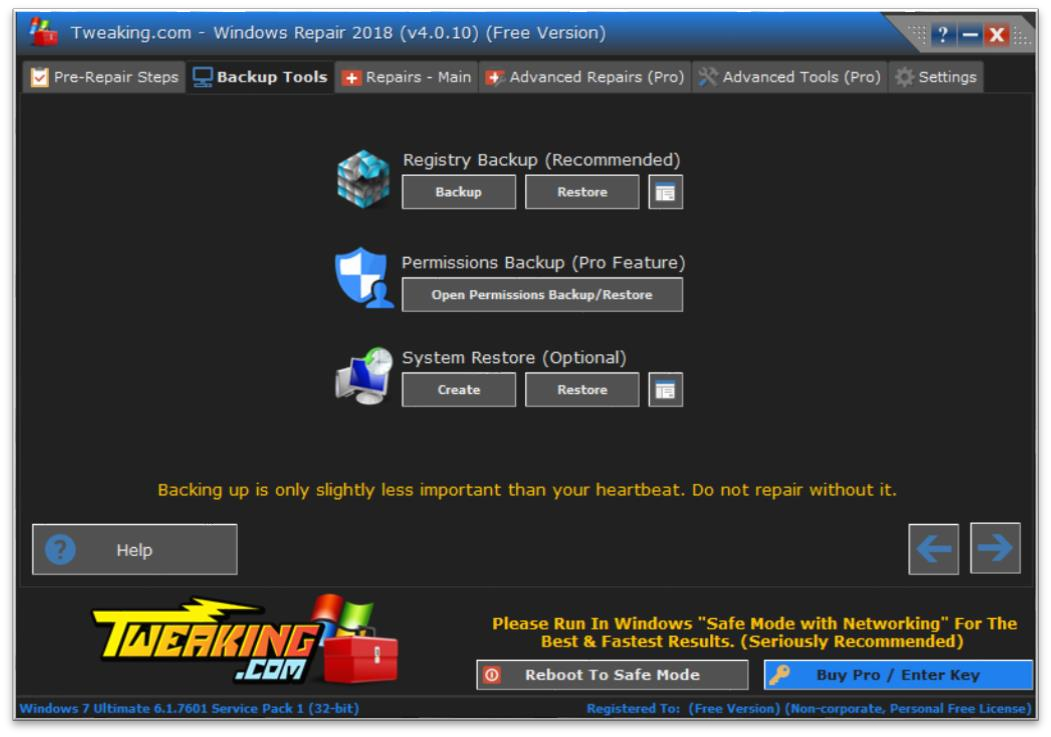 Tweaking.com - Windows Repair 2018 (v4.0.10) (Free Version)
?
X
Pre-Repair Steps Backup Tools Repairs - Main Advanced Repairs (Pro) Advanced Tools (Pro) Settings
Registry Backup (Recommended)
Backup Restore
Permissions Backup (Pro Feature)
Open Permissions Backup/Restore
System Restore (Optional)
Create Restore
Backing up is only slightly less important than your heartbeat. Do not repair without it.
? Help
TWEAKING
.COM
Please Run In Windows "Safe Mode with Networking" For The
Best & Fastest Results. (Seriously Recommended)
Reboot To Safe Mode Buy Pro / Enter Key
Windows 7 Ultimate 6.1.7601 Service Pack 1 (32-bit) Registered To: (Free Version) (Non-corporate, Personal Free License)